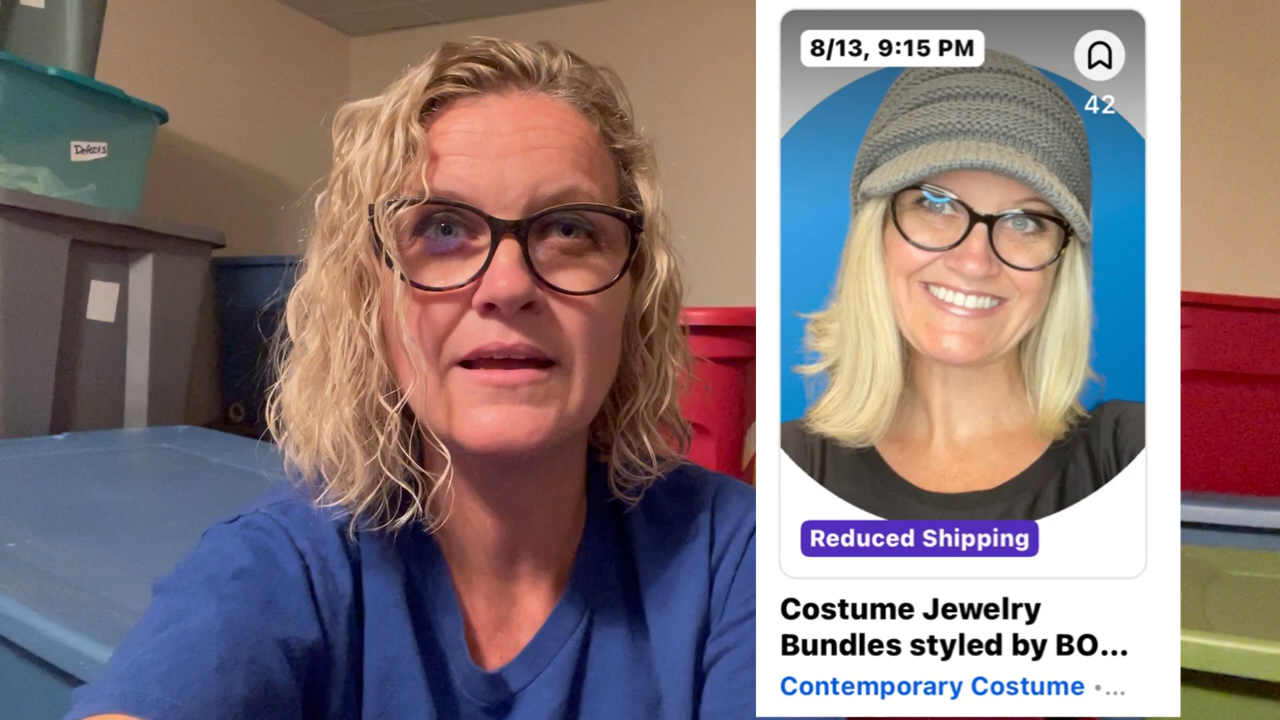 Defects
8/13, 9:15 PM
42
Reduced Shipping
Costume Jewelry
Bundles styled by BO...
Contemporary Costume •...